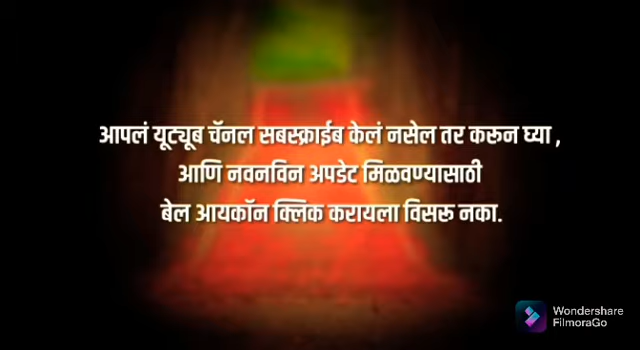 आपलं यूट्यूब चॅनल सबस्क्राईब केलं नसेल तर करून घ्या ,
आणि नवनविन अपडेट मिळवण्यासाठी
बेल आयकॉन क्लिक करायला विसरू नका.
Wondershare
FilmoraGo